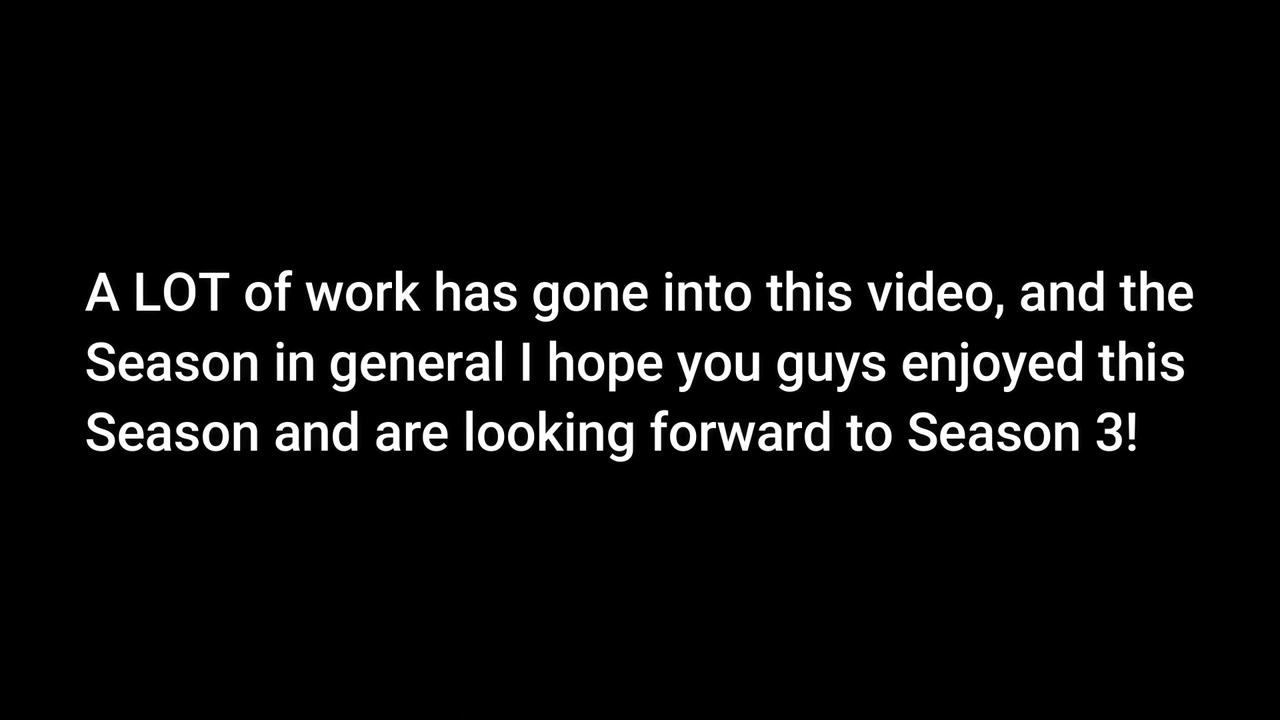 A LOT of work has gone into this video, and the
Season in general I hope you guys enjoyed this
Season and are looking forward to Season 3!